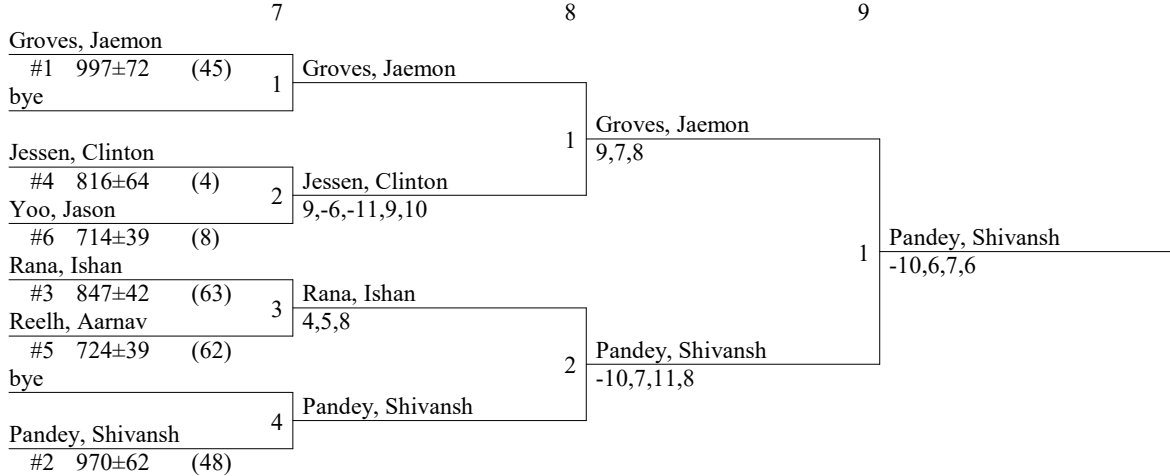 7 8 9
Groves, Jaemon
#1 997±72 (45)
1 Groves, Jaemon
bye
1 Groves, Jaemon
9,7,8
Jessen, Clinton
#4 816±64 (4)
2 Jessen, Clinton
9,-6,-11,9,10
Yoo, Jason
#6 714±39 (8)
1 Pandey, Shivansh
-10,6,7,6
Rana, Ishan
#3 847±42 (63)
3 Rana, Ishan
4,5,8
Reelh, Aarnav
#5 724±39 (62)
2 Pandey, Shivansh
-10,7,11,8
bye
4 Pandey, Shivansh
Pandey, Shivansh
#2 970±62 (48)